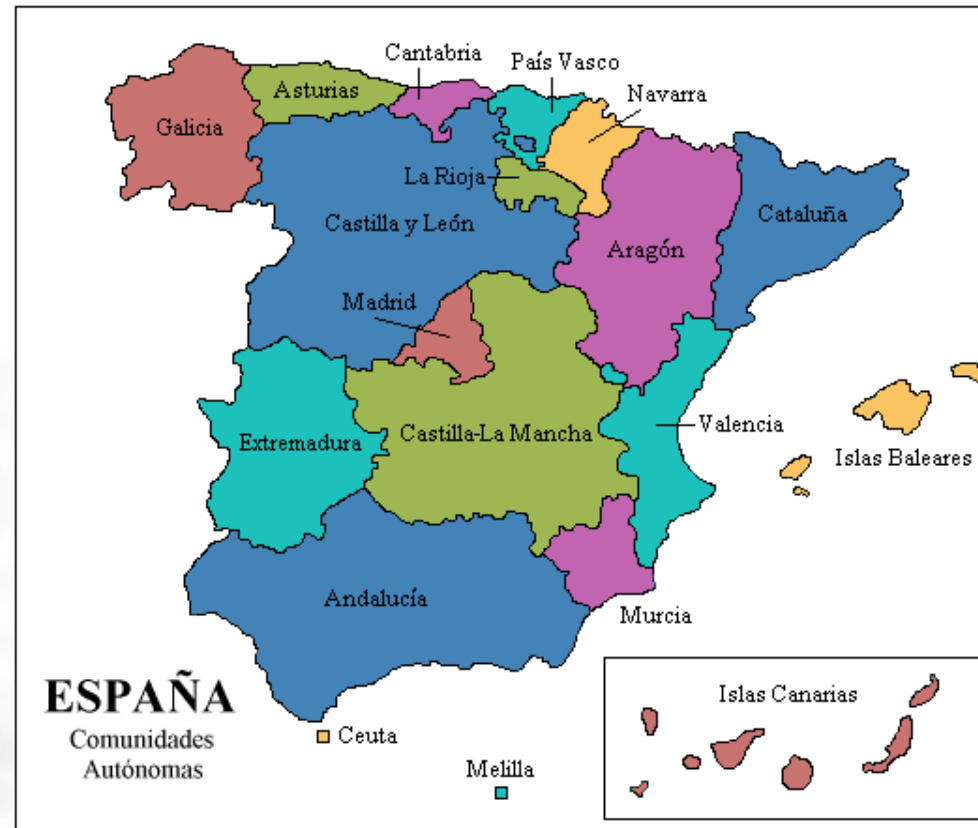 Cantabria
País Vasco
Asturias
Navarra
Galicia
La Rioja
Castilla y León
Cataluña
Aragón
Madrid
Extremadura
Castilla-La Mancha
Valencia
Islas Baleares
Andalucía
Murcia
ESPAÑA
Comunidades
Autónomas
Ceuta
Melilla
Islas Canarias